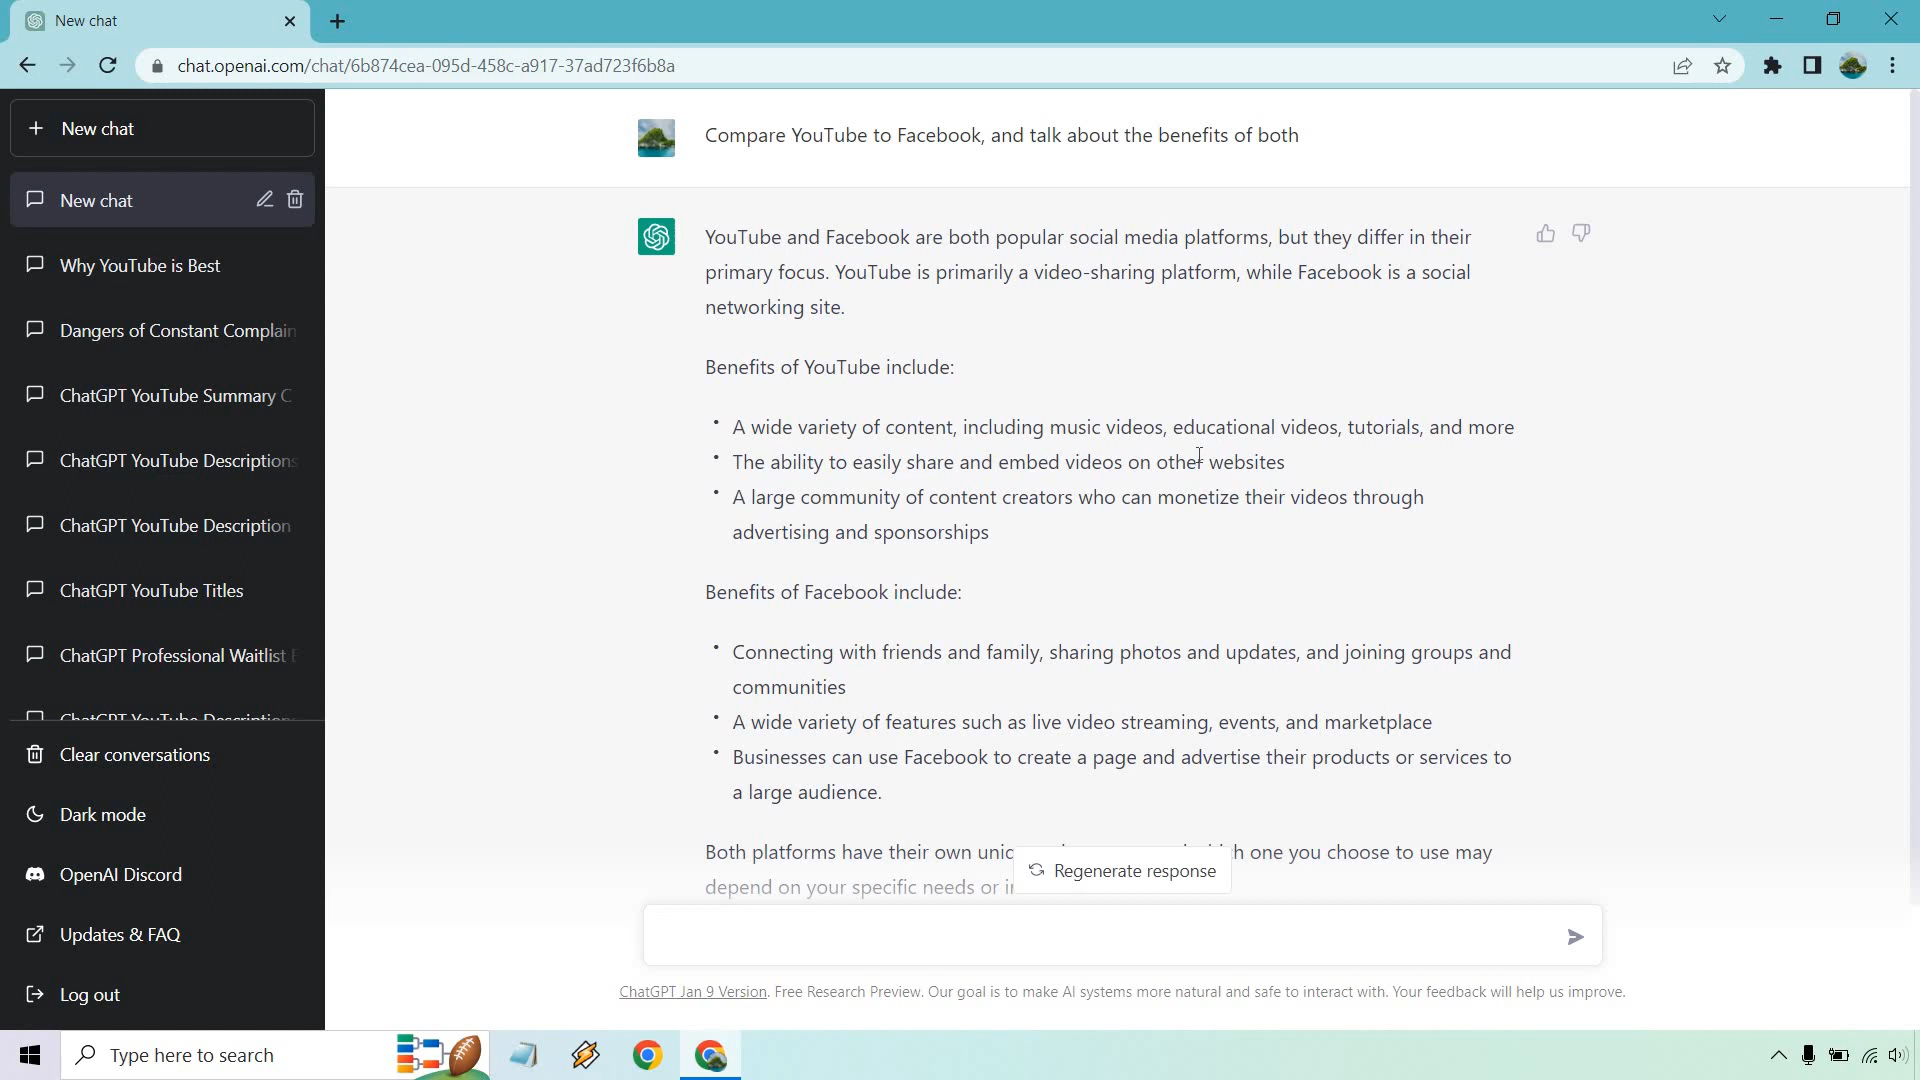 New chat
chat.openai.com/chat/6b874cea-095d-458c-a917-37ad723f6b8a
New chat
New chat
Why YouTube is Best
Dangers of Constant Complain
ChatGPT YouTube Summary C
ChatGPT YouTube Descriptions
ChatGPT YouTube Description
ChatGPT YouTube Titles
ChatGPT Professional Waitlist
ChatGPT YouTube Description
Clear conversations
Dark mode
OpenAI Discord
Updates & FAQ
Log out
Compare YouTube to Facebook, and talk about the benefits of both
YouTube and Facebook are both popular social media platforms, but they differ in their
primary focus. YouTube is primarily a video-sharing platform, while Facebook is a social
networking site.
Benefits of YouTube include:
• A wide variety of content, including music videos, educational videos, tutorials, and more
• The ability to easily share and embed videos on other websites
• A large community of content creators who can monetize their videos through
advertising and sponsorships
Benefits of Facebook include:
• Connecting with friends and family, sharing photos and updates, and joining groups and
communities
• A wide variety of features such as live video streaming, events, and marketplace
• Businesses can use Facebook to create a page and advertise their products or services to
a large audience.
Both platforms have their own one you choose to use may
depend on your specific needs or
Regenerate response
ChatGPT Jan 9 Version. Free Research Preview. Our goal is to make AI systems more natural and safe to interact with. Your feedback will help us improve.
Type here to search